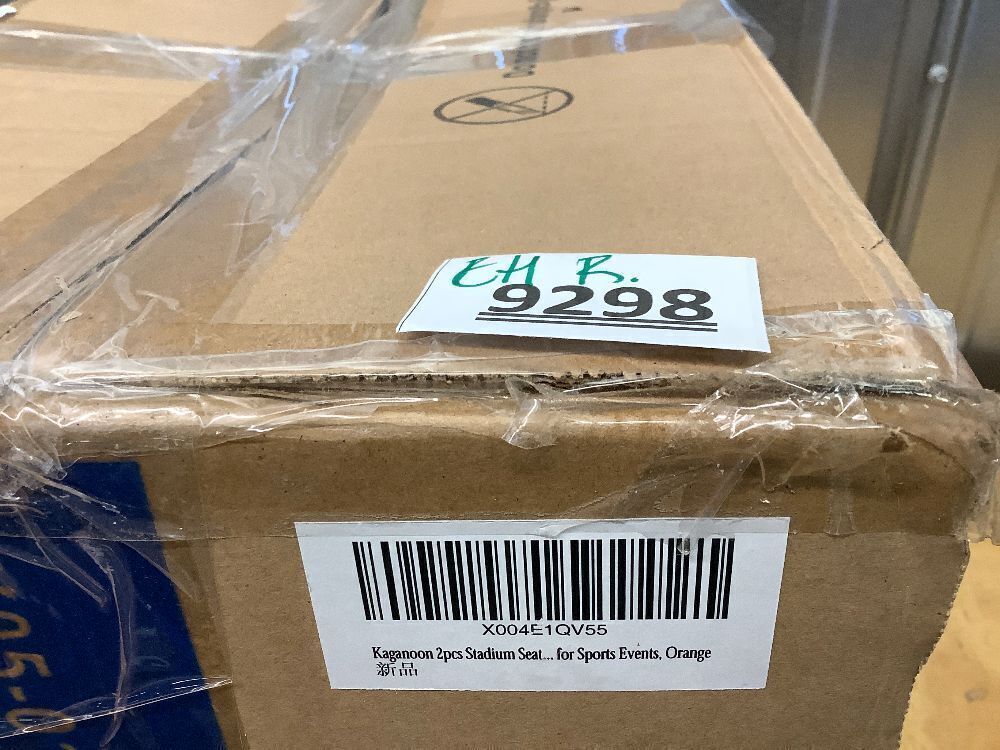 EH R.
9298
X004E1QV55
Kaganoon 2pcs Stadium Seat... for Sports Events, Orange
新品